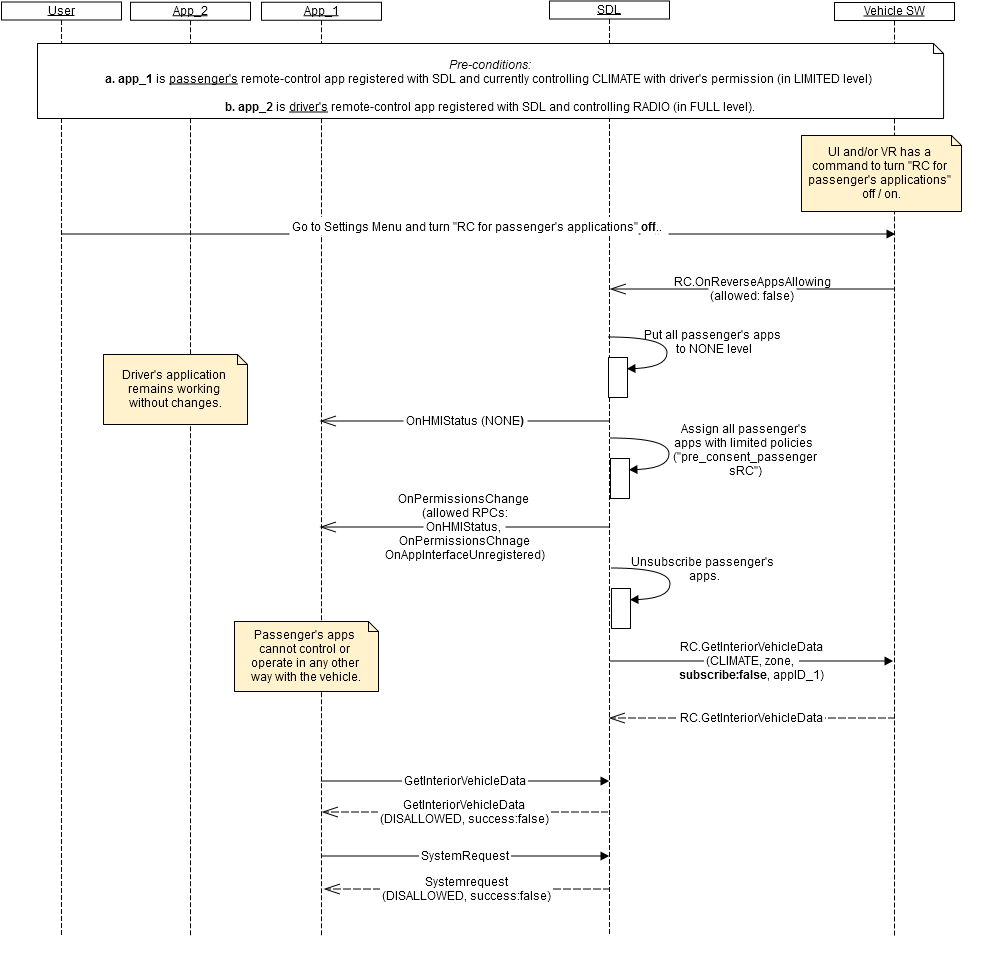 User
App_2
App_1
SDL
Vehicle SW
Pre-conditions:
a. app_1 is passenger's remote-control app registered with SDL and currently controlling CLIMATE with driver's permission (in LIMITED level)
b. app_2 is driver's remote-control app registered with SDL and controlling RADIO (in FULL level).
UI and/or VR has a
command to turn "RC for
passenger's applications"
off / on.
Go to Settings Menu and turn "RC for passenger's applications" off..
RC.OnReverseAppsAllowing
(allowed: false)
Put all passenger's apps
to NONE level
Driver's application
remains working
without changes.
OnHMIStatus (NONE)
Assign all passenger's
apps with limited policies
("pre_consent_passenger
sRC")
OnPermissionsChange
(allowed RPCs:
OnHMIStatus,
OnPermissionsChnage
OnAppInterfaceUnregistered)
Unsubscribe passenger's
apps.
Passenger's apps
cannot control or
operate in any other
way with the vehicle.
RC.GetInteriorVehicleData
(CLIMATE, zone,
subscribe:false, appID_1)
RC.GetInteriorVehicleData
GetInteriorVehicleData
GetInteriorVehicleData
(DISALLOWED, success:false)
SystemRequest
Systemrequest
(DISALLOWED, success:false)